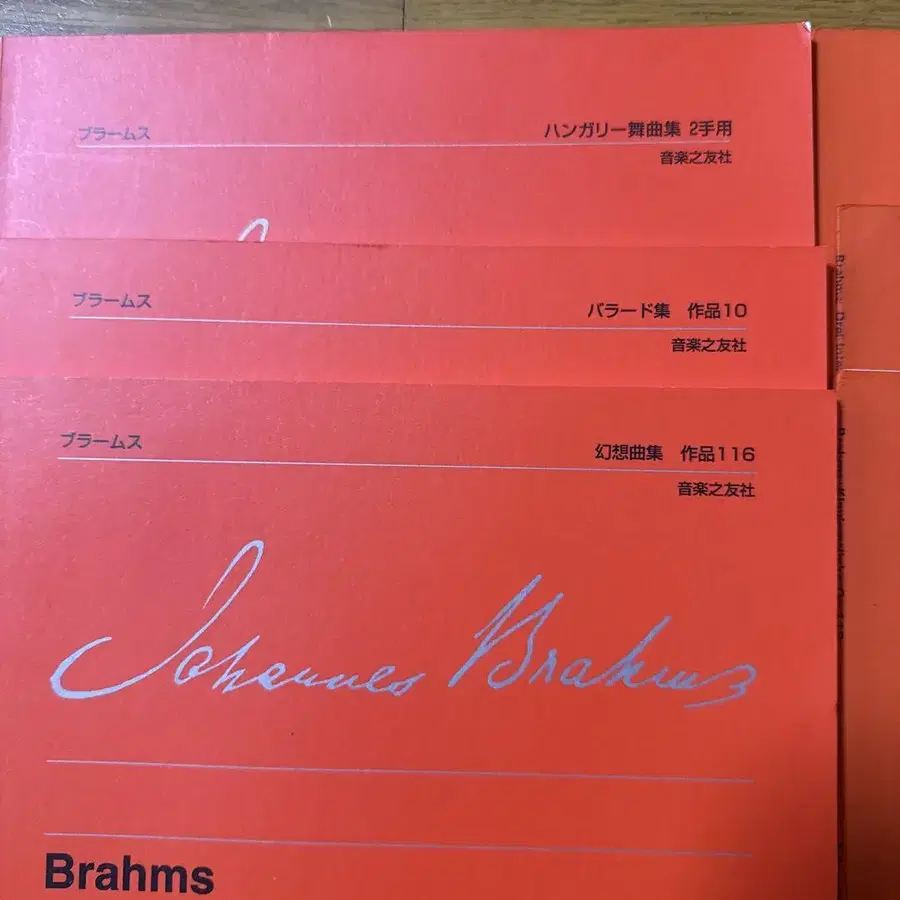 ブラームス
ハンガリー舞曲集 2手用
音楽之友社
ブラームス
バラード集 作品10
音楽之友社
ブラームス
幻想曲集 作品116
音楽之友社
Johannes Brahms
Brahms
Brahms